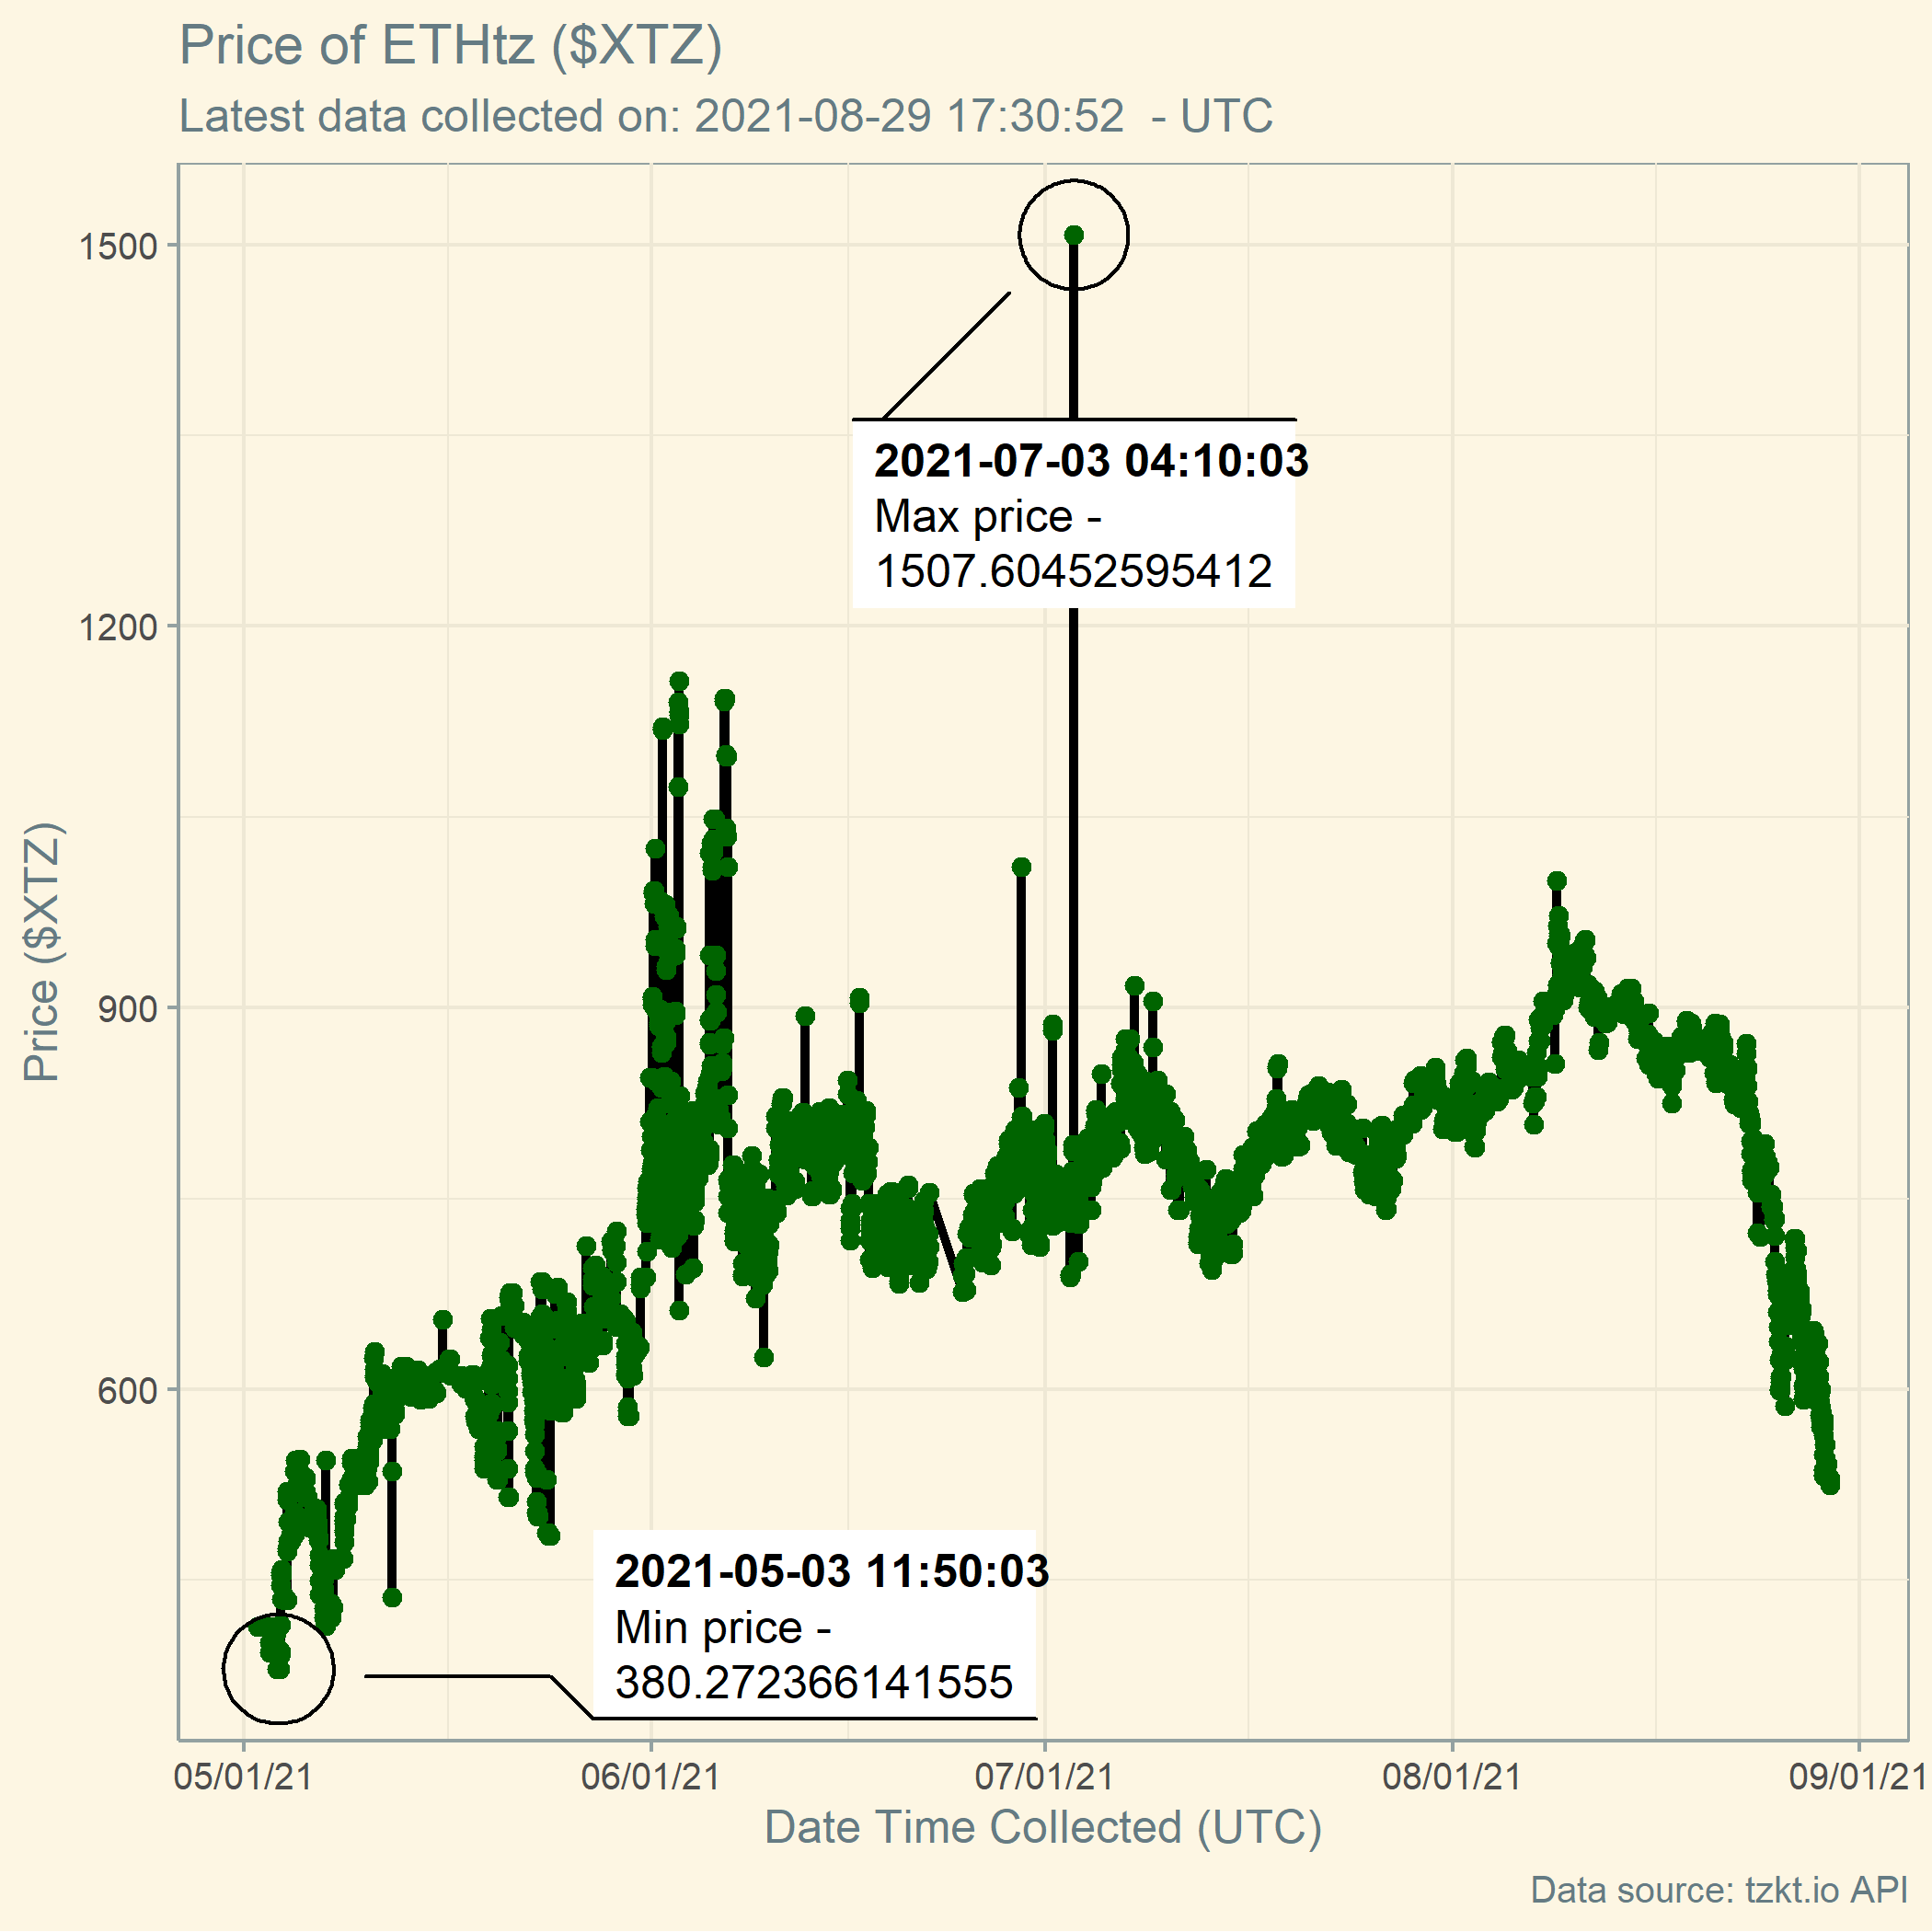 Price of ETHtz ($XTZ)
Latest data collected on: 2021-08-29 17:30:52  - UTC
1500
1200
900
600
Price ($XTZ)
2021-07-03 04:10:03
Max price -
1507.60452595412
2021-05-03 11:50:03
Min price -
380.272366141555
05/01/21
06/01/21
07/01/21
08/01/21
09/01/21
Date Time Collected (UTC)
Data source: tzkt.io API